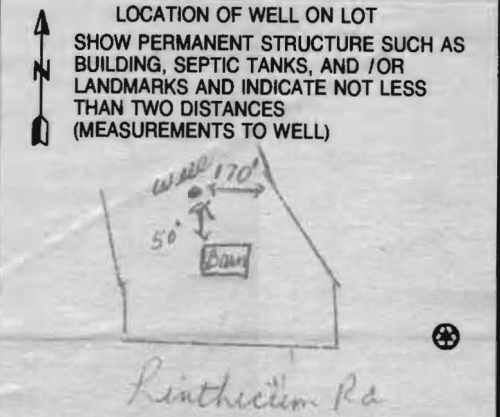 LOCATION OF WELL ON LOT
SHOW PERMANENT STRUCTURE SUCH AS
BUILDING, SEPTIC TANKS, AND /OR
LANDMARKS AND INDICATE NOT LESS
THAN TWO DISTANCES
(MEASUREMENTS TO WELL)
N
well 170'
50'
Barn
Linthicum Rd